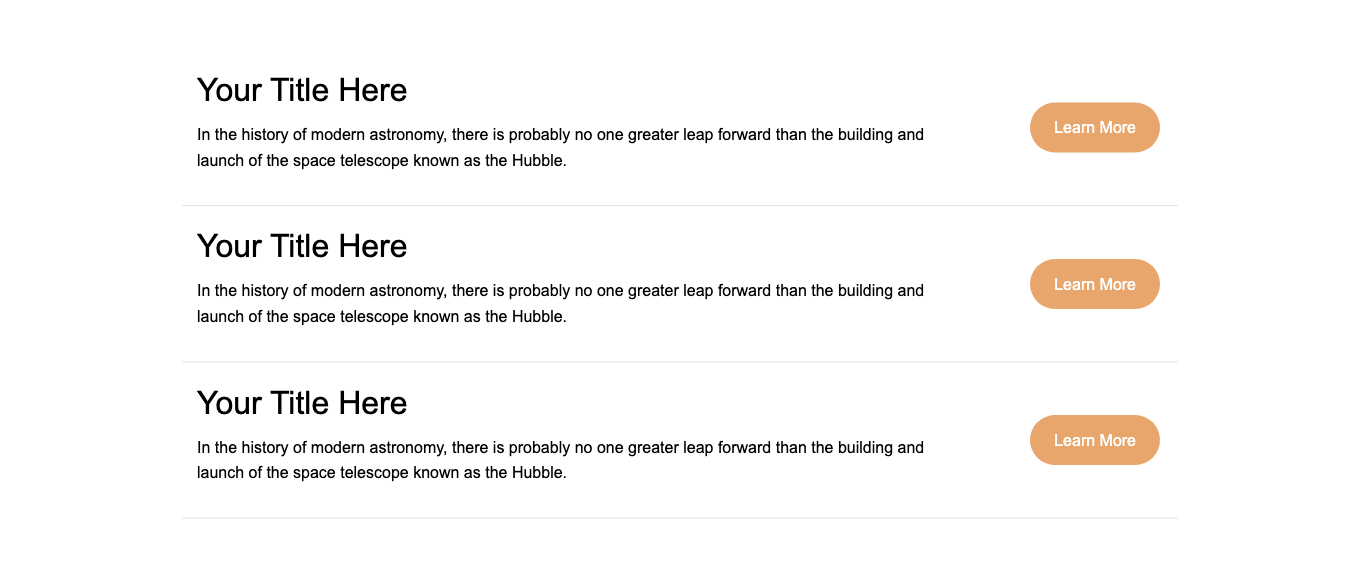 Your Title Here
In the history of modern astronomy, there is probably no one greater leap forward than the building and
launch of the space telescope known as the Hubble.
Learn More
Your Title Here
In the history of modern astronomy, there is probably no one greater leap forward than the building and
launch of the space telescope known as the Hubble.
Learn More
Your Title Here
In the history of modern astronomy, there is probably no one greater leap forward than the building and
launch of the space telescope known as the Hubble.
Learn More